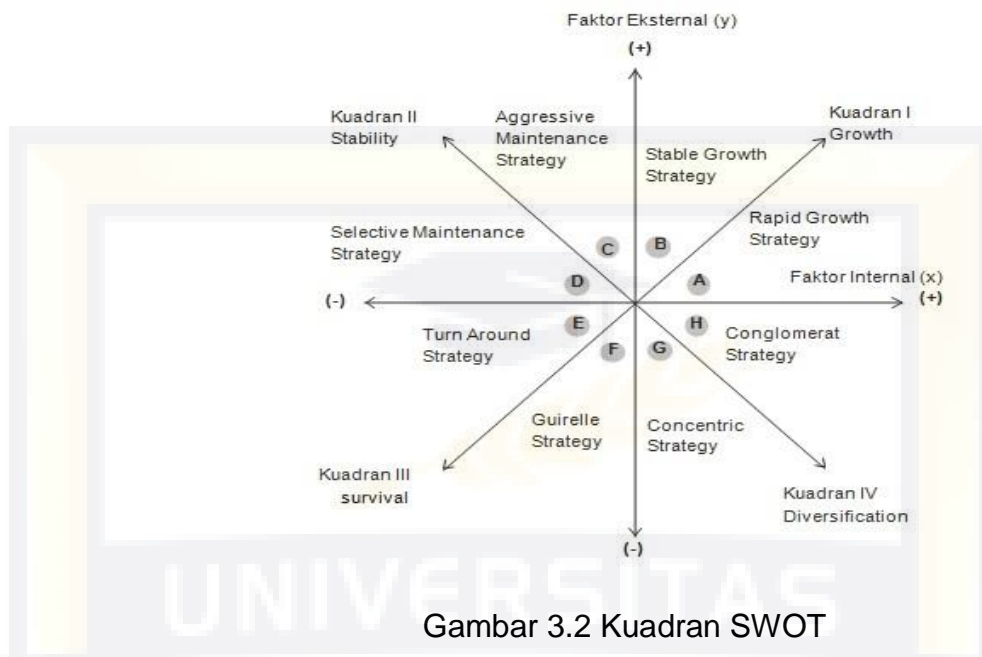 Faktor Eksternal (y)
(+)
Kuadran II
Stability
Aggressive
Maintenance
Strategy
Kuadran I
Growth
Stable Growth
Strategy
Selective Maintenance
Strategy
Rapid Growth
Strategy
C
B
D
A
Faktor Internal (x)
(-)
(+)
E
H
Turn Around
Strategy
F
G
Conglomerat
Strategy
Guirelle
Strategy
Concentric
Strategy
Kuadran III
survival
Kuadran IV
Diversification
(-)
UNIVERSITAS
Gambar 3.2 Kuadran SWOT